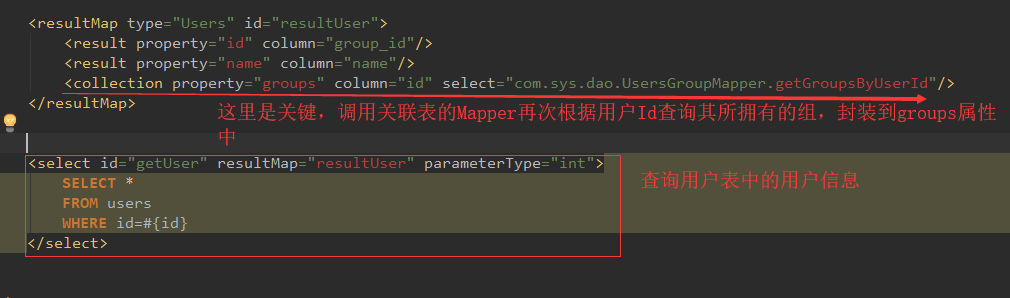 <resultMap type="Users" id="resultUser">
<result property="id" column="group_id"/>
<result property="name" column="name"/>
<collection property="groups" column="id" select="com.sys.dao.UsersGroupMapper.getGroupsByUserId"/>
</resultMap>
这里是关键，调用关联表的Mapper再次根据用户Id查询其所拥有的组，封装到groups属性
中
<select id="getUser" resultMap="resultUser" parameterType="int">
查询用户表中的用户信息
SELECT *
FROM users
WHERE id=#{id}
</select>